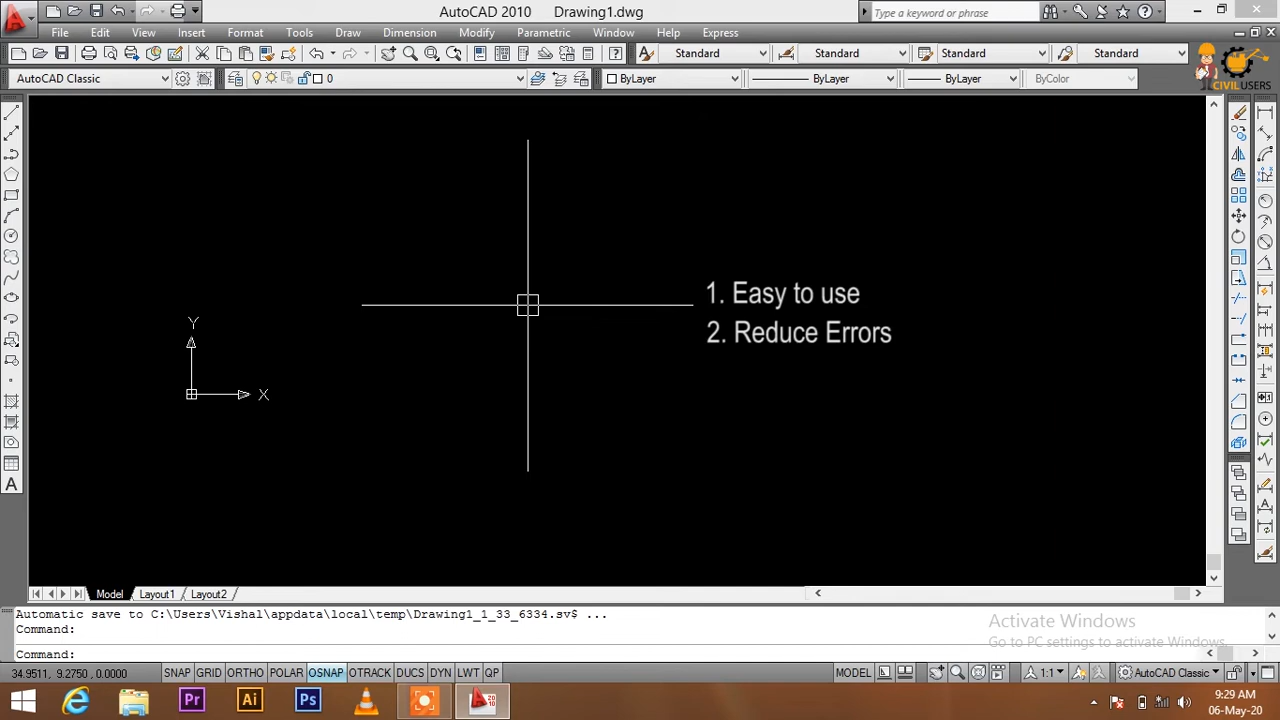 AutoCAD 2010 Drawing1.dwg
Type a keyword or phrase
File Edit View Insert Format Tools Draw Dimension Modify Parametric Window Help Express
Standard Standard Standard Standard
AutoCAD Classic 0 ByLayer ByLayer ByLayer ByColor
CIVIL USERS
1. Easy to use
2. Reduce Errors
Y
X
A
Model Layout1 Layout2
Automatic save to C:\Users\Vishal\appdata\local\temp\Drawing1_1_33_6334.sv$ ...
Command:
Command:
Activate Windows
Go to PC settings to activate Windows.
34.9511, 9.2750, 0.0000 SNAP GRID ORTHO POLAR OSNAP OTRACK DUCS DYN LWT QP MODEL 1:1 AutoCAD Classic
Pr Ai Ps
9:29 AM
06-May-20